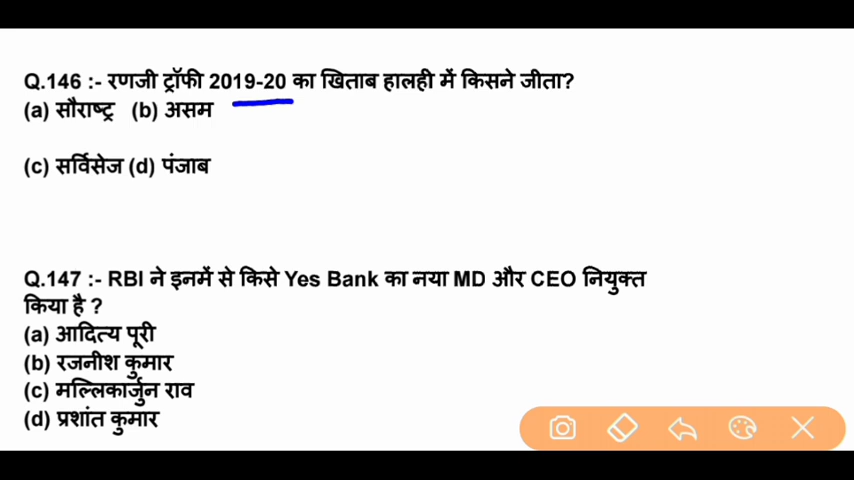 Q.146 :- रणजी ट्रॉफी 2019-20 का खिताब हालही में किसने जीता?
(a) सौराष्ट्र (b) असम
(c) सर्विसेज (d) पंजाब
Q.147 :- RBI ने इनमें से किसे Yes Bank का नया MD और CEO नियुक्त
किया है ?
(a) आदित्य पूरी
(b) रजनीश कुमार
(c) मल्लिकार्जुन राव
(d) प्रशांत कुमार